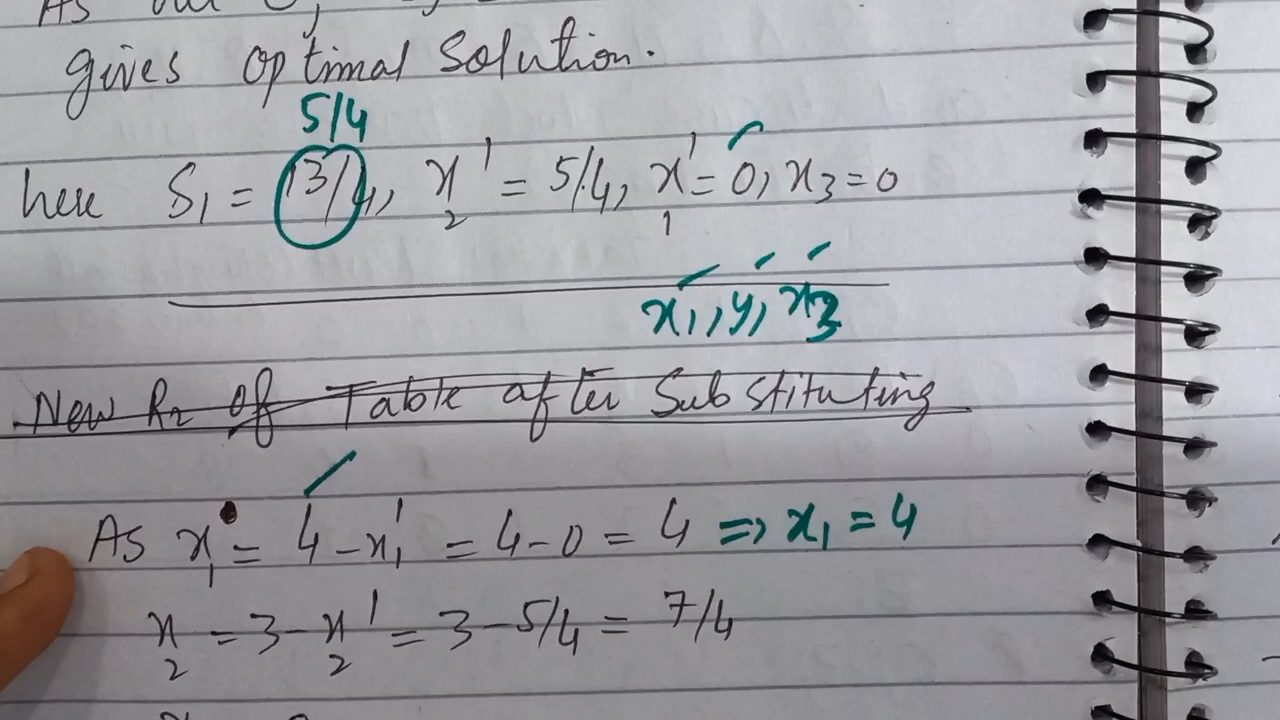 As
gives optimal solution.
5/4
here S₁ = 13/4, x₂' = 5/4, x₁' = 0, x₃ = 0
x₁, y, x₃
New R₂ of Table after Substituting
As x₁ = 4 - x₁' = 4 - 0 = 4 ⇒ x₁ = 4
x₂ = 3 - x₂' = 3 - 5/4 = 7/4